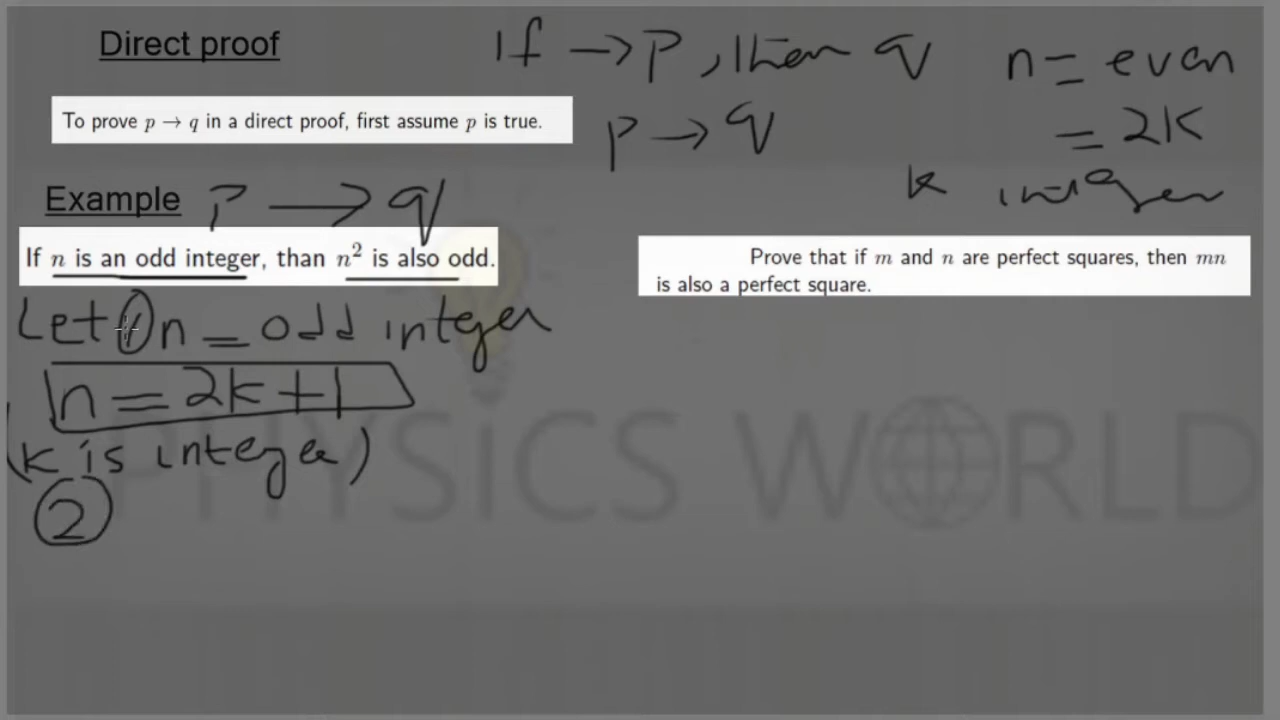 Direct proof
If → P , then q
n = even
To prove p → q in a direct proof, first assume p is true.
p → q
= 2K
k integer
Example P → q
If n is an odd integer, than n² is also odd.
Prove that if m and n are perfect squares, then mn
is also a perfect square.
Let ① n = odd integer
n = 2k + 1
(k is integer)
②
PHYSiCS WORLD